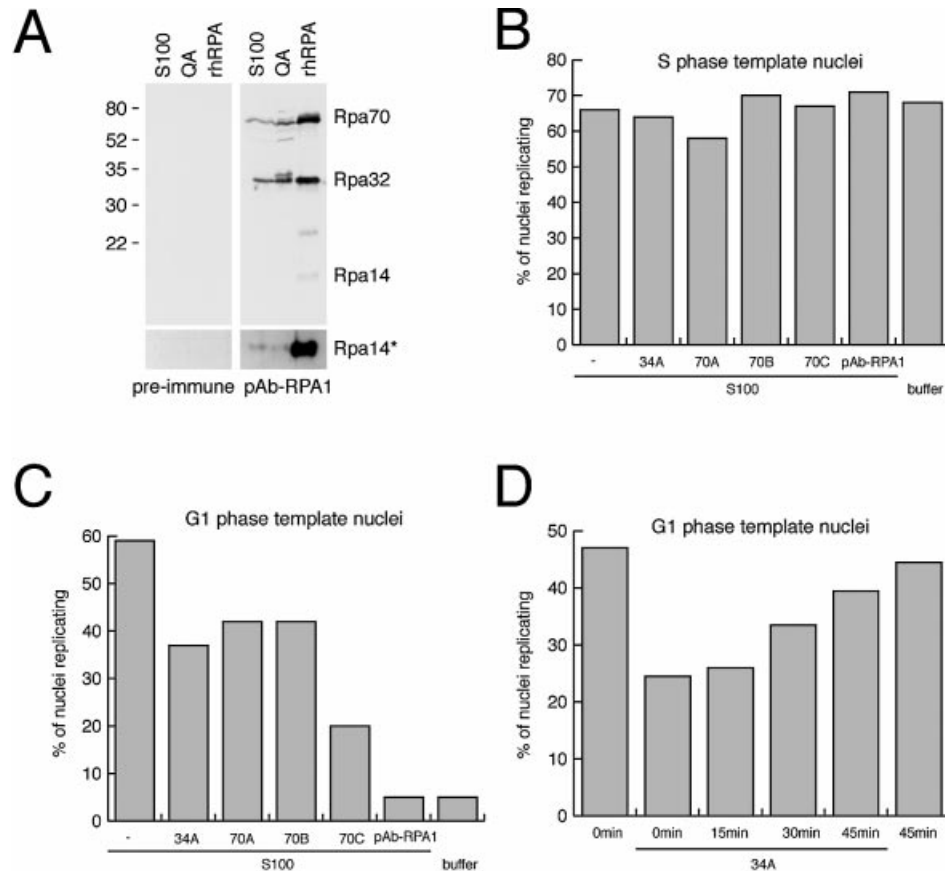 A
S100
QA
rhRPA
S100
QA
rhRPA
80 -
52 -
35 -
30 -
22 -
Rpa70
Rpa32
Rpa14
Rpa14*
pre-immune pAb-RPA1
B
S phase template nuclei
% of nuclei replicating
80
70
60
50
40
30
20
10
0
- 34A 70A 70B 70C pAb-RPA1
S100 buffer
C
G1 phase template nuclei
% of nuclei replicating
60
50
40
30
20
10
0
- 34A 70A 70B 70C pAb-RPA1
S100 buffer
D
G1 phase template nuclei
% of nuclei replicating
50
40
30
20
10
0
0min 0min 15min 30min 45min 45min
34A